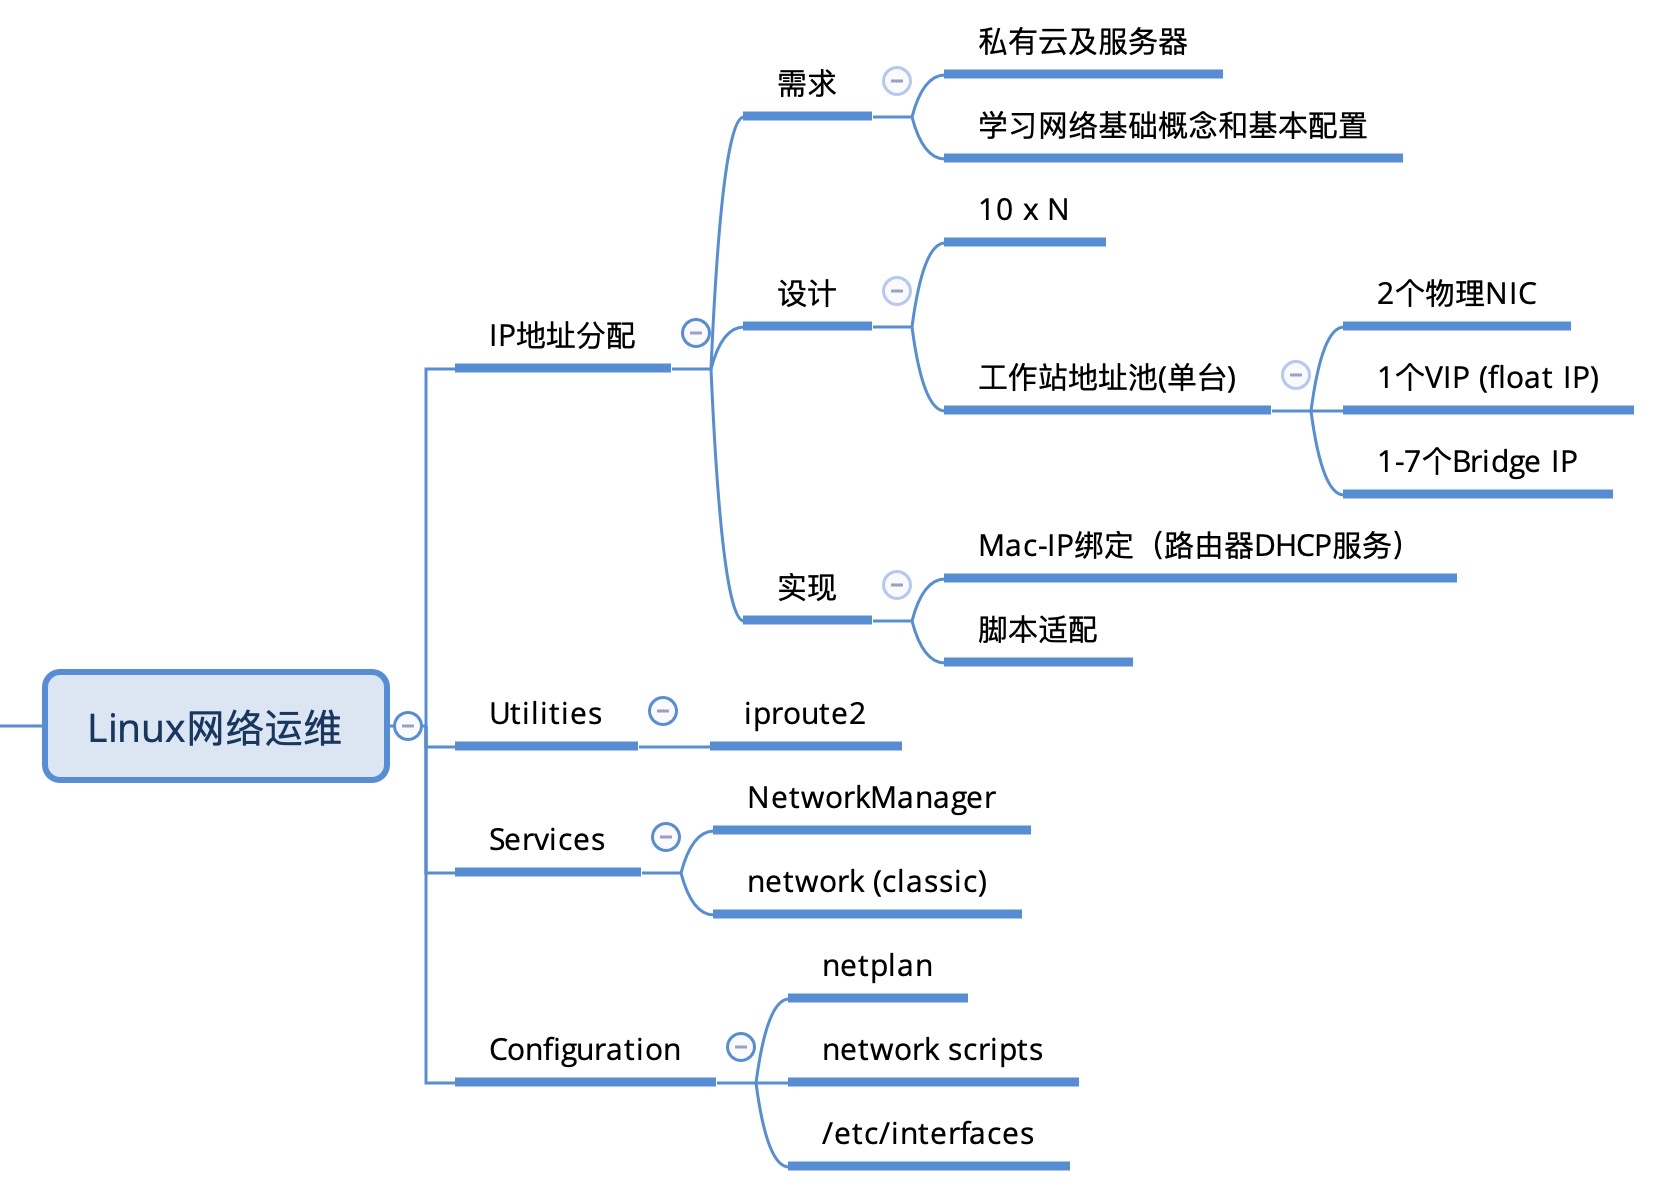 Linux网络运维
IP地址分配
需求
私有云及服务器
学习网络基础概念和基本配置
设计
10 x N
工作站地址池(单台)
2个物理NIC
1个VIP (float IP)
1-7个Bridge IP
实现
Mac-IP绑定（路由器DHCP服务）
脚本适配
Utilities
iproute2
Services
NetworkManager
network (classic)
Configuration
netplan
network scripts
/etc/interfaces